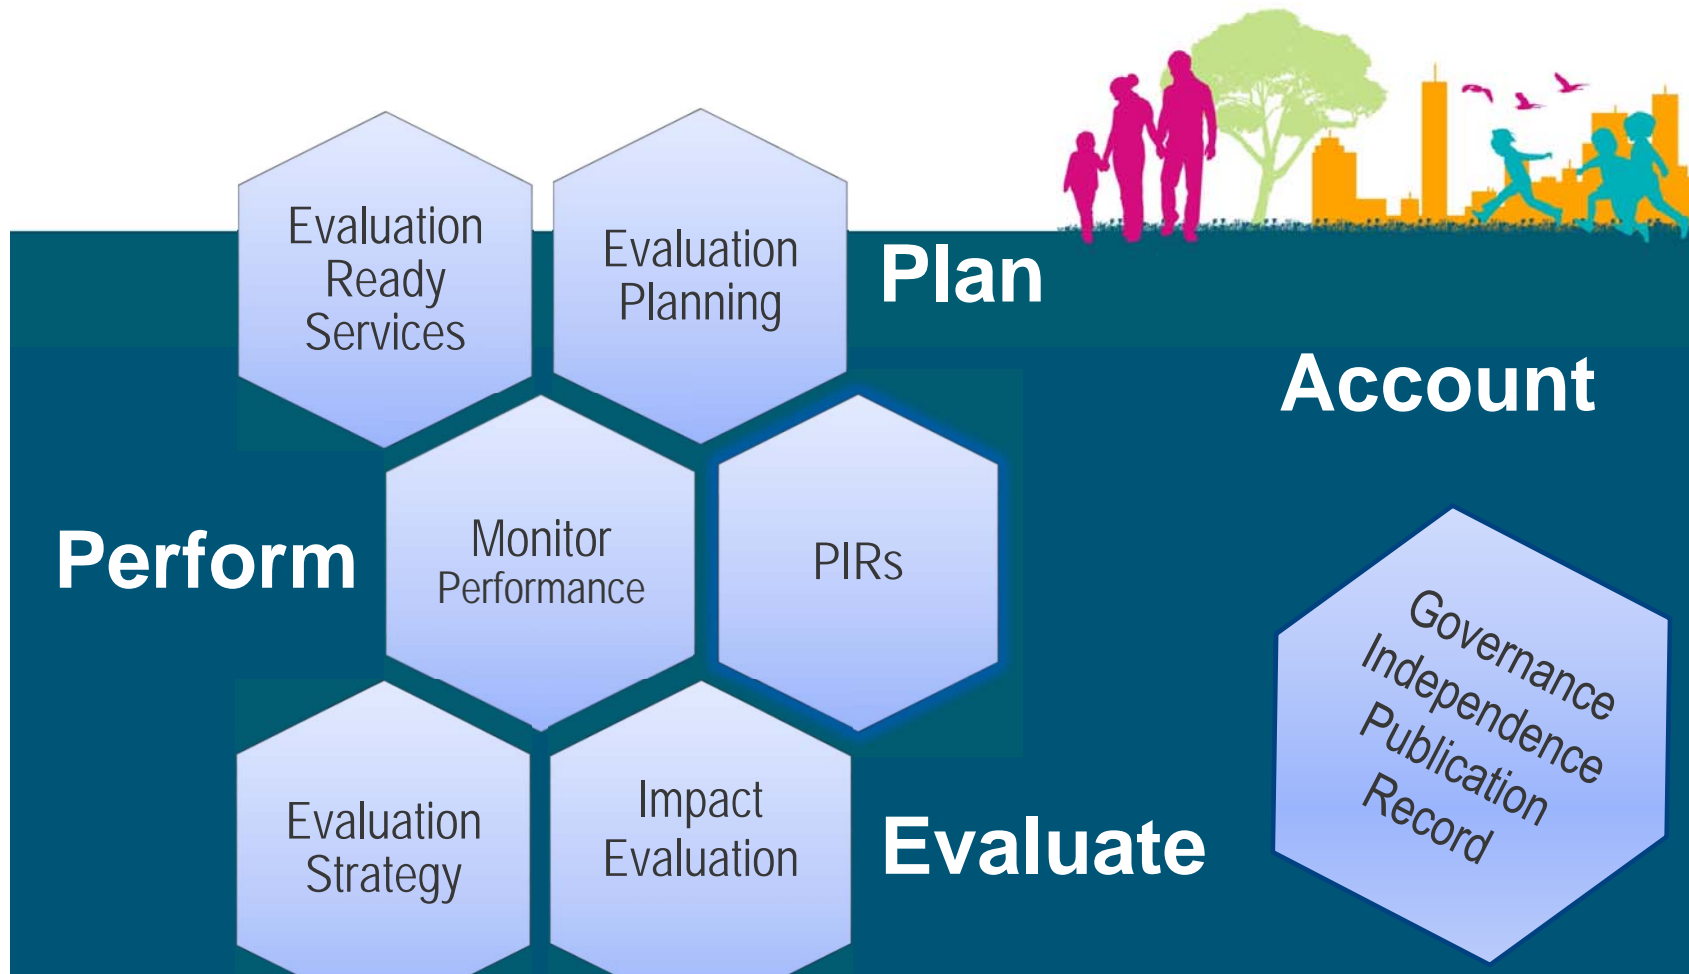 Evaluation
Ready
Services
Evaluation
Planning
Plan
Account
Perform
Monitor
Performance
PIRs
Governance
Independence
Publication
Record
Evaluation
Strategy
Impact
Evaluation
Evaluate